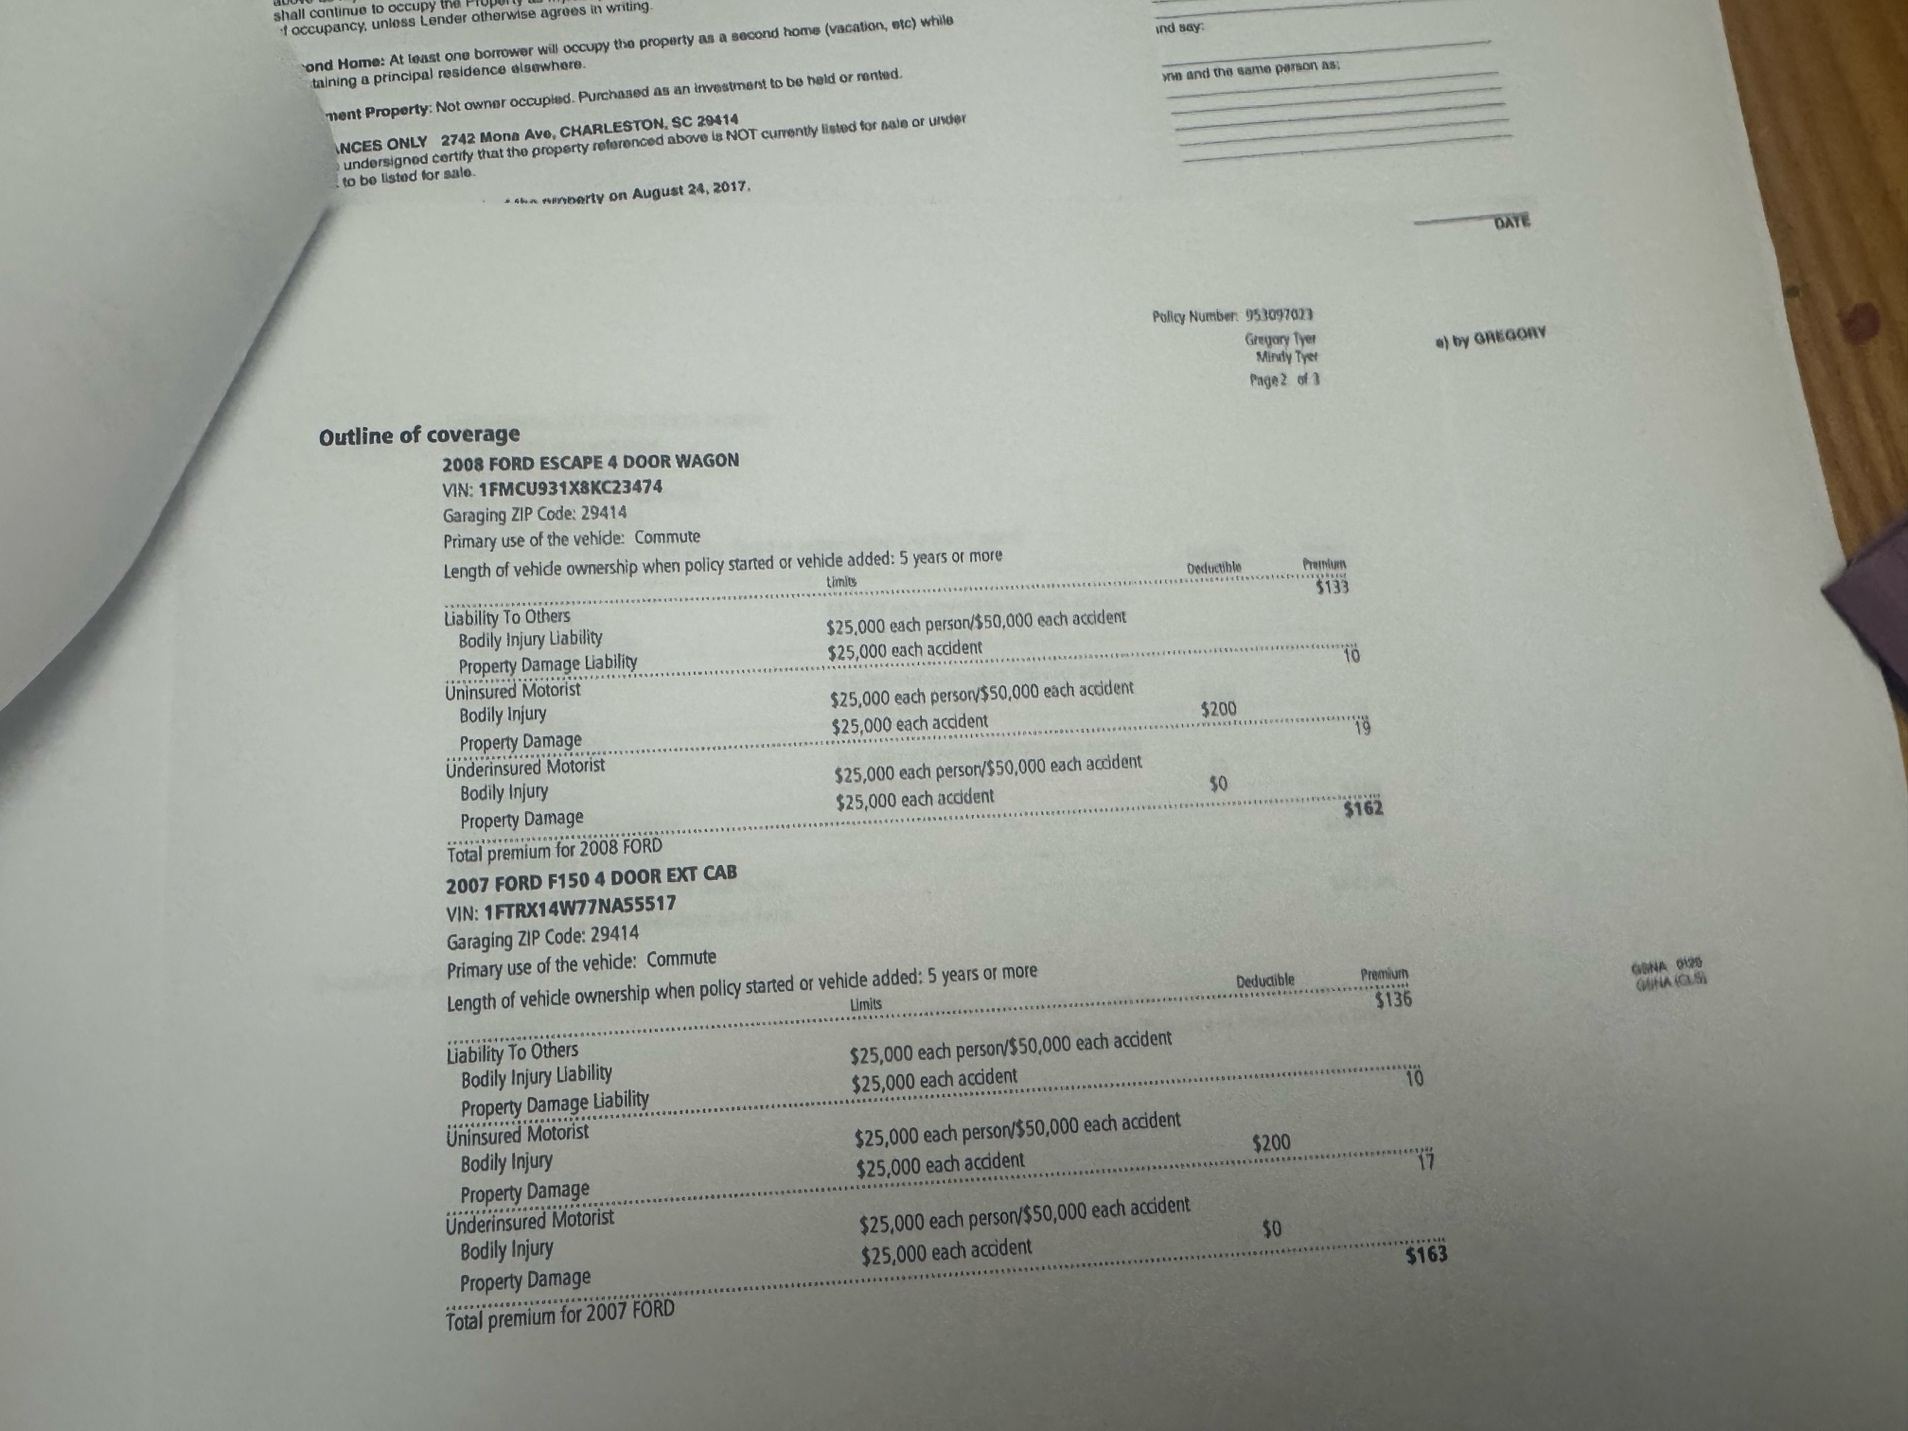 shall continue to occupy the Property
of occupancy, unless Lender otherwise agrees in writing.
ond Home: At least one borrower will occupy the property as a second home (vacation, etc) while
taining a principal residence elsewhere.
ment Property: Not owner occupied. Purchased as an investment to be held or rented.
ANCES ONLY 2742 Mona Ave, CHARLESTON, SC 29414
undersigned certify that the property referenced above is NOT currently listed for sale or under
to be listed for sale.
property on August 24, 2017.
and say:
one and the same person as:
DATE
Policy Number: 953097023
Gregory Tyer
Mindy Tyer
Page 2 of 3
e) by GREGORY
Outline of coverage
2008 FORD ESCAPE 4 DOOR WAGON
VIN: 1FMCU931X8KC23474
Garaging ZIP Code: 29414
Primary use of the vehicle: Commute
Length of vehicle ownership when policy started or vehicle added: 5 years or more
Limits Deductible Premium
Liability To Others $133
Bodily Injury Liability $25,000 each person/$50,000 each accident
Property Damage Liability $25,000 each accident
Uninsured Motorist 10
Bodily Injury $25,000 each person/$50,000 each accident
Property Damage $25,000 each accident $200
Underinsured Motorist 19
Bodily Injury $25,000 each person/$50,000 each accident
Property Damage $25,000 each accident $0
Total premium for 2008 FORD $162
2007 FORD F150 4 DOOR EXT CAB
VIN: 1FTRX14W77NA55517
Garaging ZIP Code: 29414
Primary use of the vehicle: Commute
Length of vehicle ownership when policy started or vehicle added: 5 years or more
Limits Deductible Premium
Liability To Others $136
Bodily Injury Liability $25,000 each person/$50,000 each accident
Property Damage Liability $25,000 each accident
Uninsured Motorist 10
Bodily Injury $25,000 each person/$50,000 each accident
Property Damage $25,000 each accident $200
Underinsured Motorist 17
Bodily Injury $25,000 each person/$50,000 each accident
Property Damage $25,000 each accident $0
Total premium for 2007 FORD $163
GSNA
GSNA (CLS)